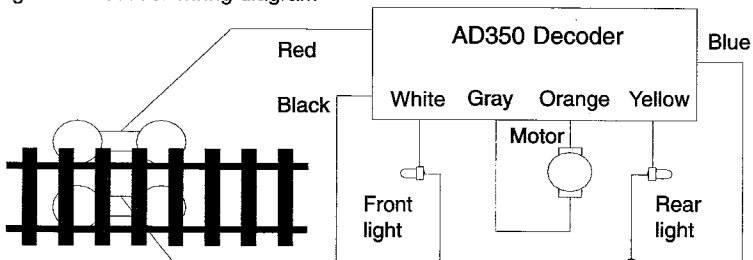 AD350 Decoder
Red
Blue
Black
White Gray Orange Yellow
Motor
Front
light
Rear
light